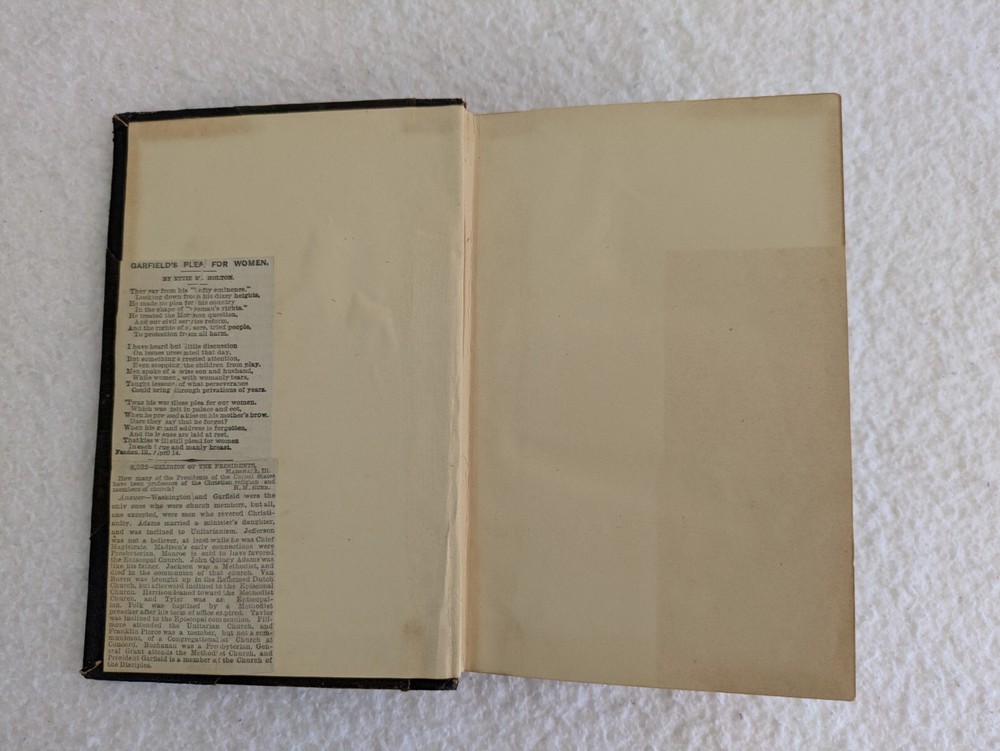 GARFIELD'S PLEA FOR WOMEN.
BY EFFIE W. HOLTON.
They say from his "lofty eminence,"
Looking down from his dizzy heights,
He made no plea for his country
In the shape of "woman's rights."
He treated the Mormon question,
And our civil service reform,
And the rights of a sore, tried people,
To protection from all harm.
I have heard but little discussion
On issues presented that day,
But something arrested attention,
Even stopping the children from play.
Men spoke of a wise son and husband,
While women, with womanly tears,
Taught lessons of what perseverance
Could bring through privations of years.
'Twas his wordless plea for our women.
Which was felt in palace and cot,
When he pressed a kiss on his mother's brow.
Dare they say that he forgot?
When his grand address is forgotten,
And its issues are laid at rest,
That kiss will still plead for women
In each true and manly breast.
Ill., April 14.
RELIGION OF THE PRESIDENTS.
MARSHALL, Ill.
How many of the Presidents of the United States
have been professors of the Christian religion and
members of church?
Answer—Washington and Garfield were the
only ones who were church members, but all,
one excepted, were men who revered Christi-
anity. Adams married a minister's daughter,
and was inclined to Unitarianism. Jefferson
was not a believer, at least while he was Chief
Magistrate. Madison's early connections were
Presbyterian. Monroe is said to have favored
the Episcopal Church. John Quincy Adams was
like his father. Jackson was a Methodist, and
died in the communion of that church. Van
Buren was brought up in the Reformed Dutch
Church, but afterward inclined to the Episcopal
Church. Harrison leaned toward the Methodist
Church, and Tyler was an Episcopal-
ian. Polk was baptised by a Methodist
preacher after his term of office expired. Taylor
was inclined to the Episcopal communion. Fill-
more attended the Unitarian Church, and
Franklin Pierce was a member, but not a com-
municant, of a Congregationalist Church at
Concord. Buchanan was a Presbyterian, Gen-
eral Grant attends the Methodist Church, and
President Garfield is a member of the Church of
the Disciples.